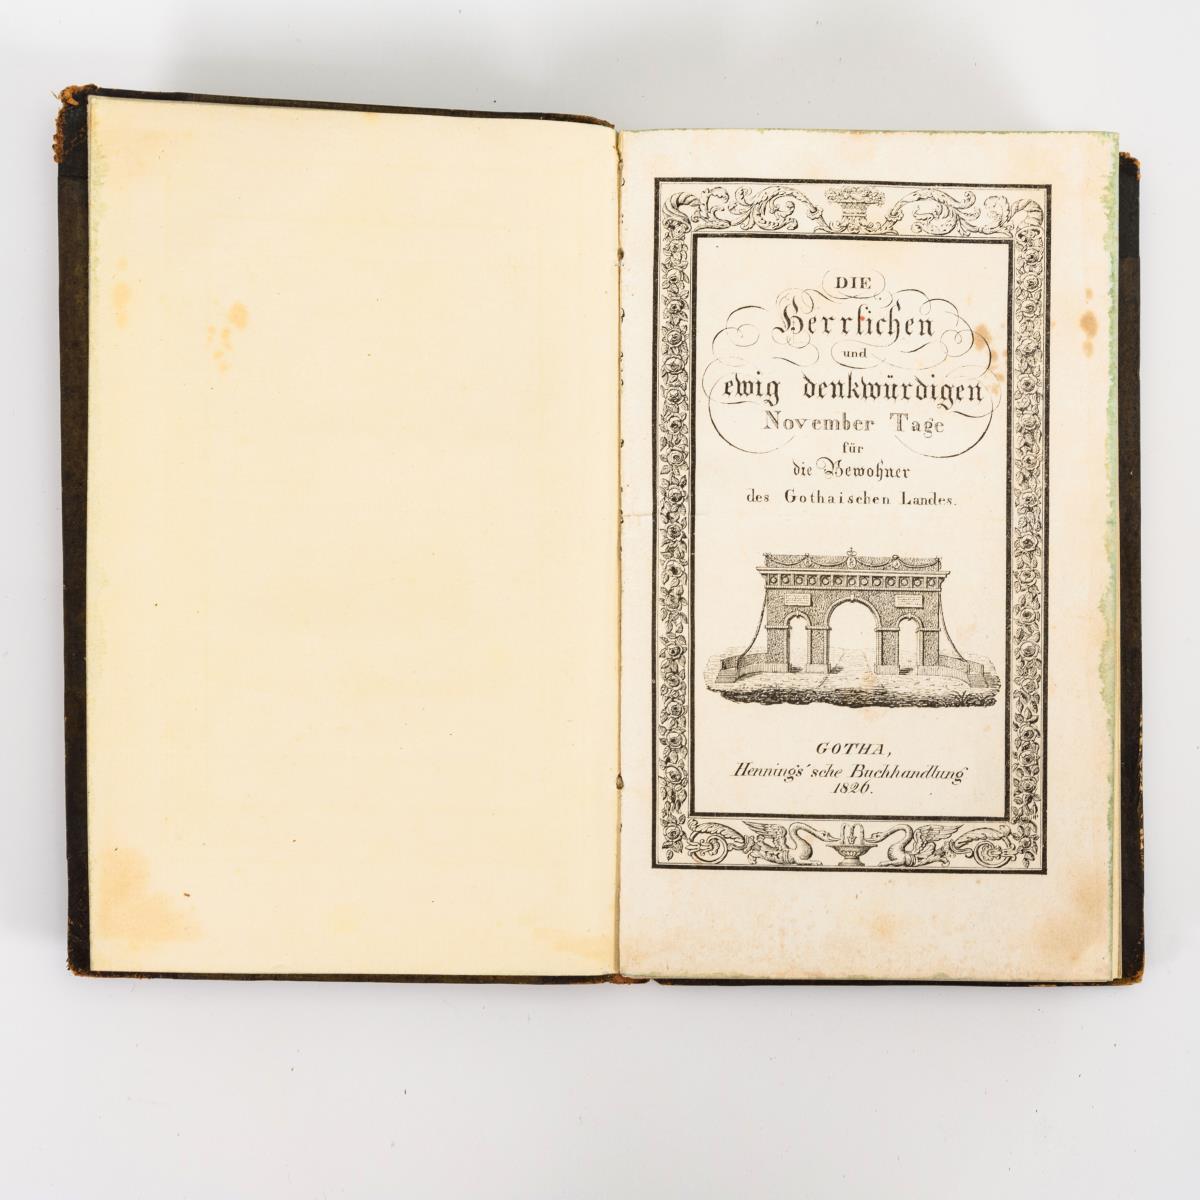 DIE
Herrlichen
und
ewig denkwürdigen
November Tage
für
die Bewohner
des Gothaischen Landes.
GOTHA,
Hennings'sche Buchhandlung
1826.